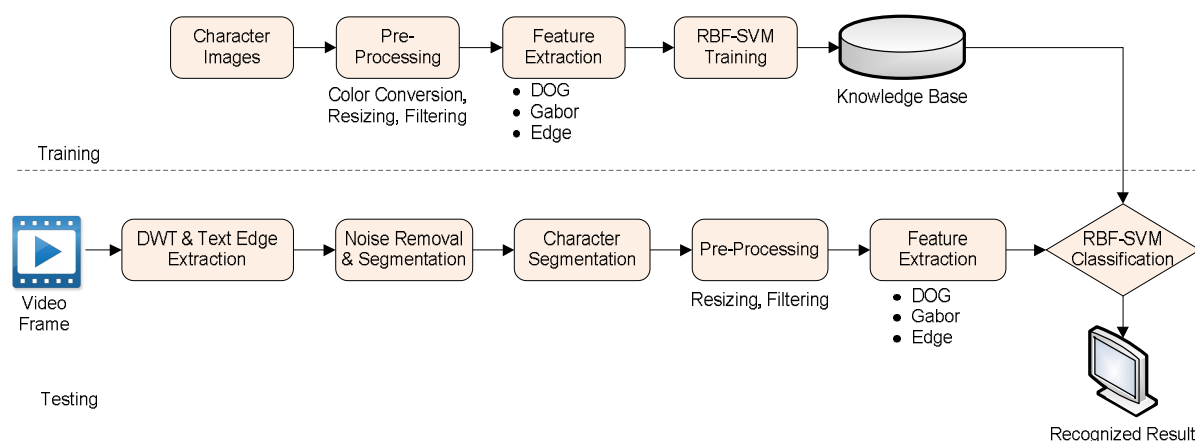 Character
Images
Pre-
Processing
Color Conversion,
Resizing, Filtering
Feature
Extraction
• DOG
• Gabor
• Edge
RBF-SVM
Training
Knowledge Base
Training
Video
Frame
DWT & Text Edge
Extraction
Noise Removal
& Segmentation
Character
Segmentation
Pre-Processing
Resizing, Filtering
Feature
Extraction
• DOG
• Gabor
• Edge
RBF-SVM
Classification
Recognized Result
Testing